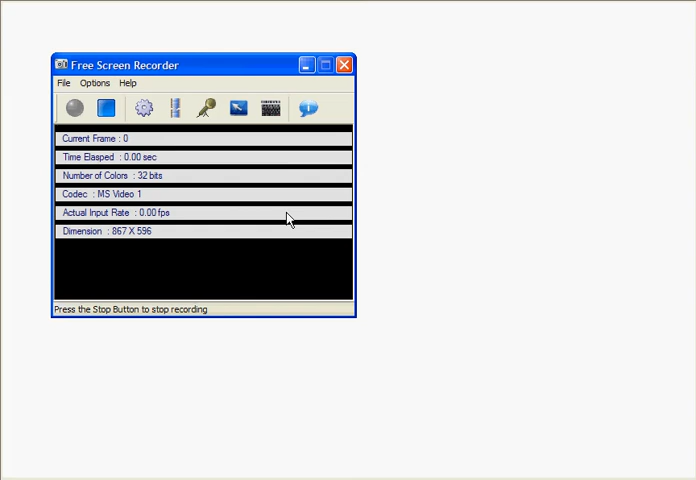 Free Screen Recorder
File Options Help
Current Frame : 0
Time Elasped : 0.00 sec
Number of Colors : 32 bits
Codec : MS Video 1
Actual Input Rate : 0.00 fps
Dimension : 867 X 596
Press the Stop Button to stop recording